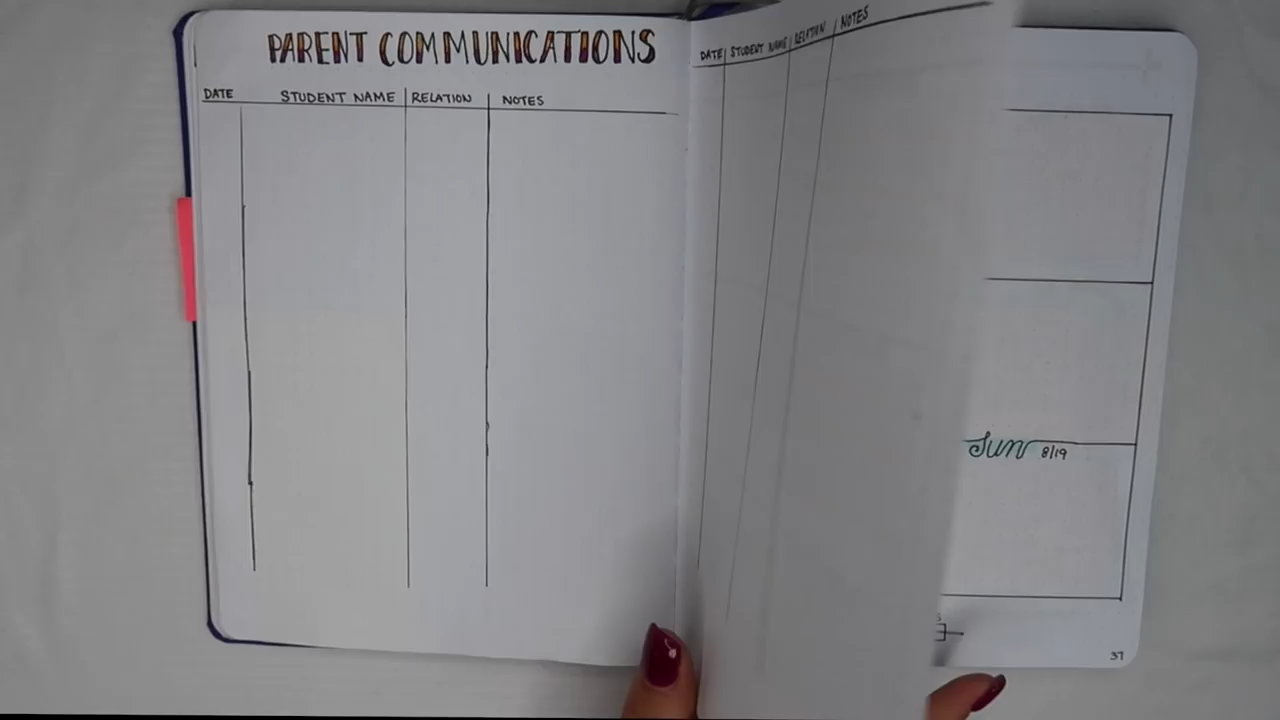 PARENT COMMUNICATIONS
DATE STUDENT NAME RELATION NOTES
DATE STUDENT NAME RELATION NOTES
Sun 8/19
37